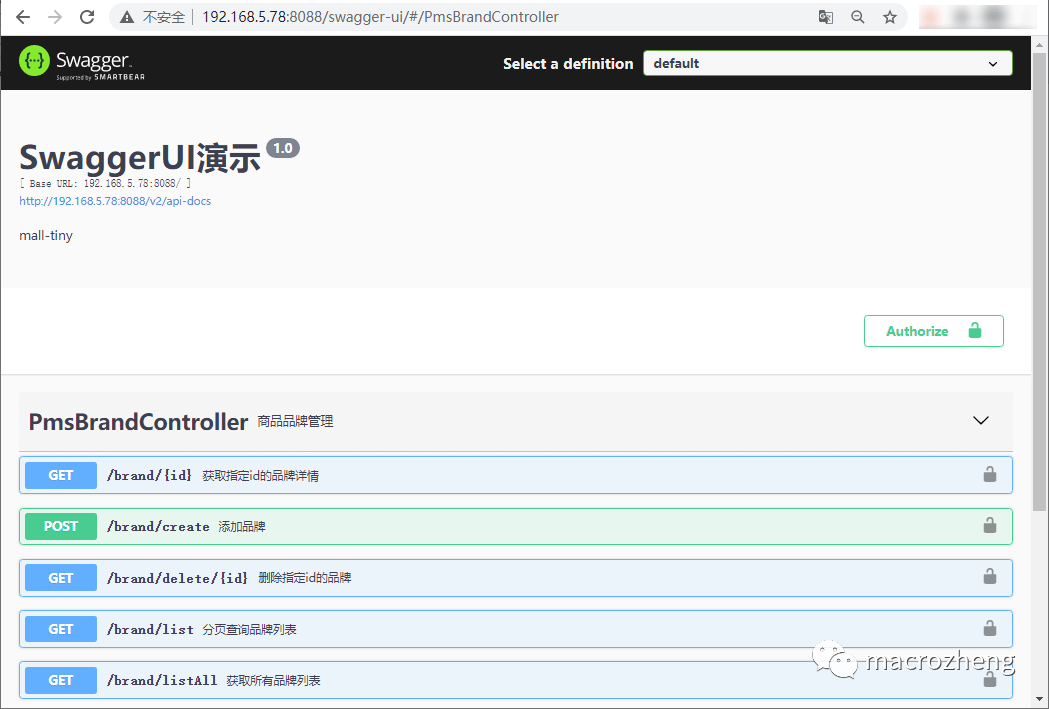 不安全 192.168.5.78:8088/swagger-ui/#/PmsBrandController
Swagger. Supported by SMARTBEAR
Select a definition default
SwaggerUI演示 1.0
[ Base URL: 192.168.5.78:8088/ ]
http://192.168.5.78:8088/v2/api-docs
mall-tiny
Authorize
PmsBrandController 商品品牌管理
GET /brand/{id} 获取指定id的品牌详情
POST /brand/create 添加品牌
GET /brand/delete/{id} 删除指定id的品牌
GET /brand/list 分页查询品牌列表
macrozheng
GET /brand/listAll 获取所有品牌列表